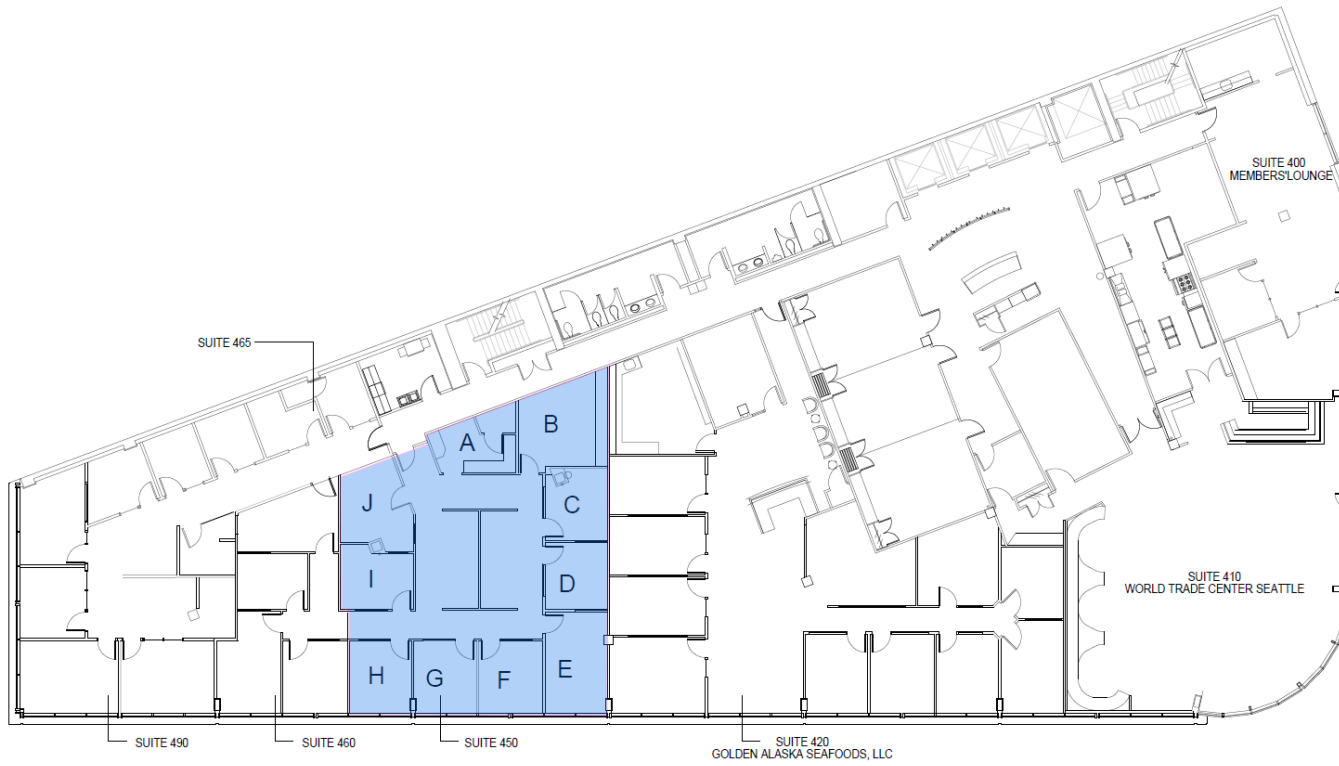 SUITE 400
MEMBERS'LOUNGE
SUITE 465
B
A
J
C
I
D
SUITE 410
WORLD TRADE CENTER SEATTLE
H
G
F
E
SUITE 490
SUITE 460
SUITE 450
SUITE 420
GOLDEN ALASKA SEAFOODS, LLC